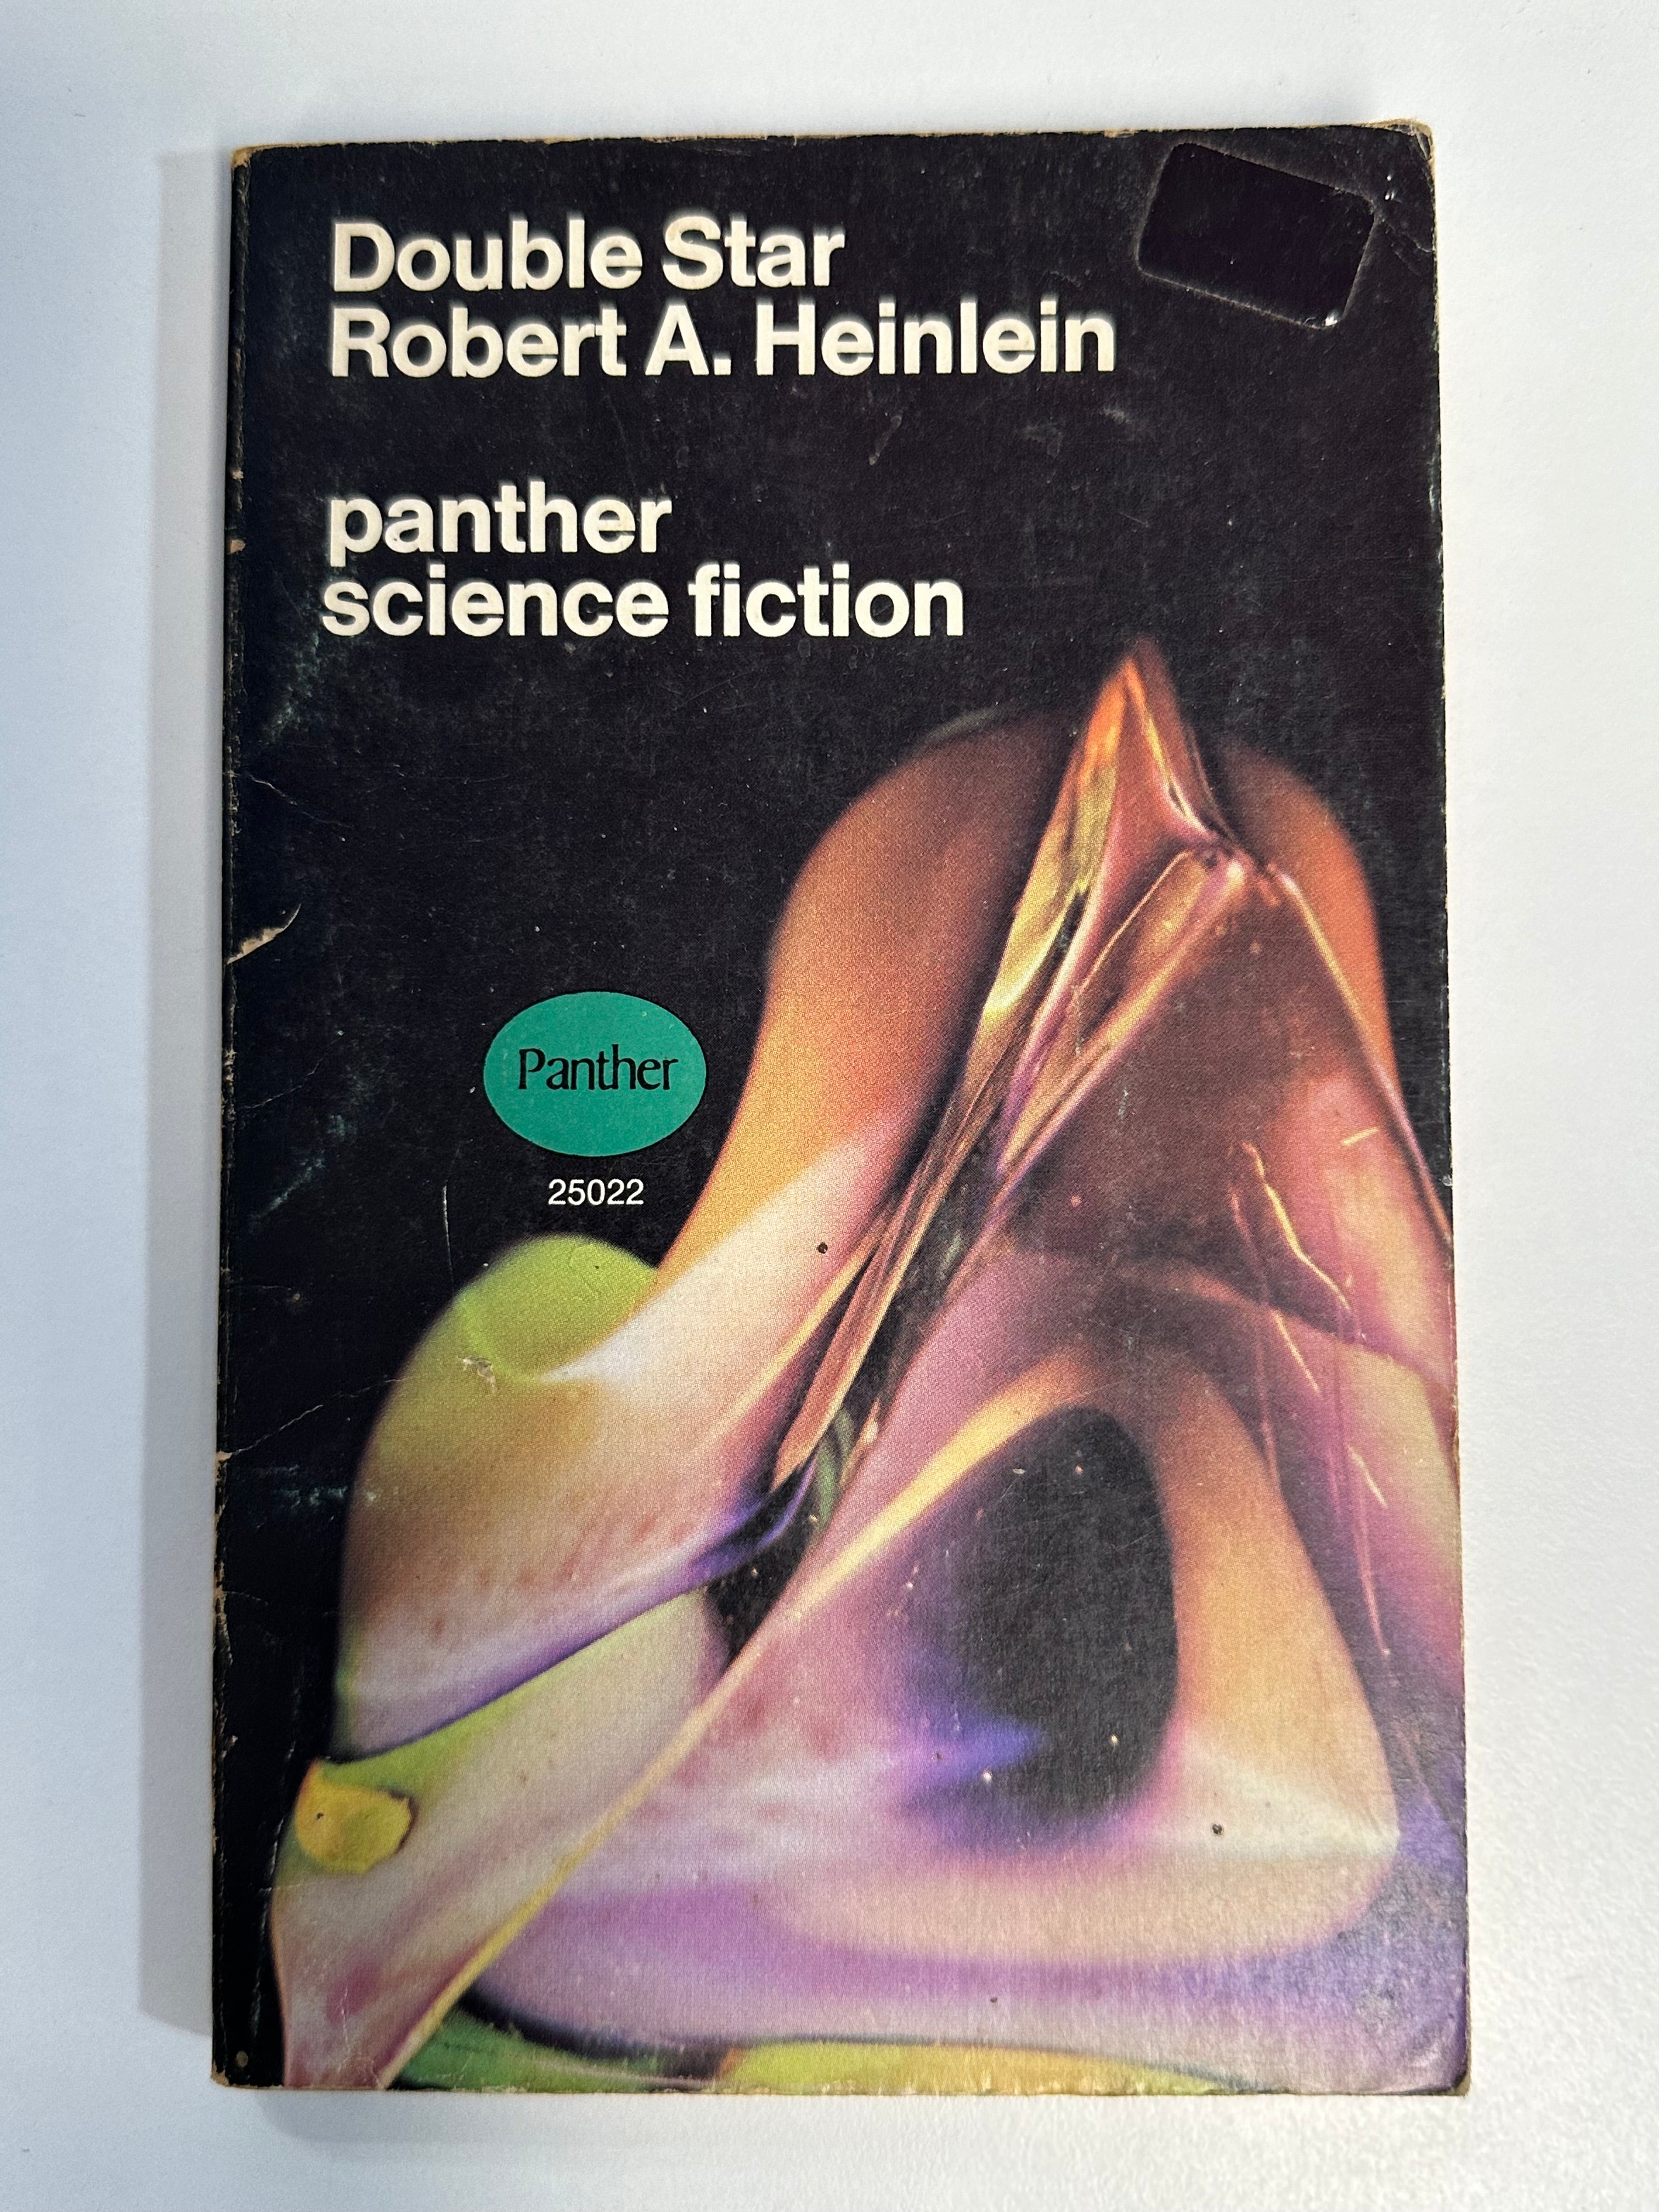 Double Star
Robert A. Heinlein
panther
science fiction
Panther
25022